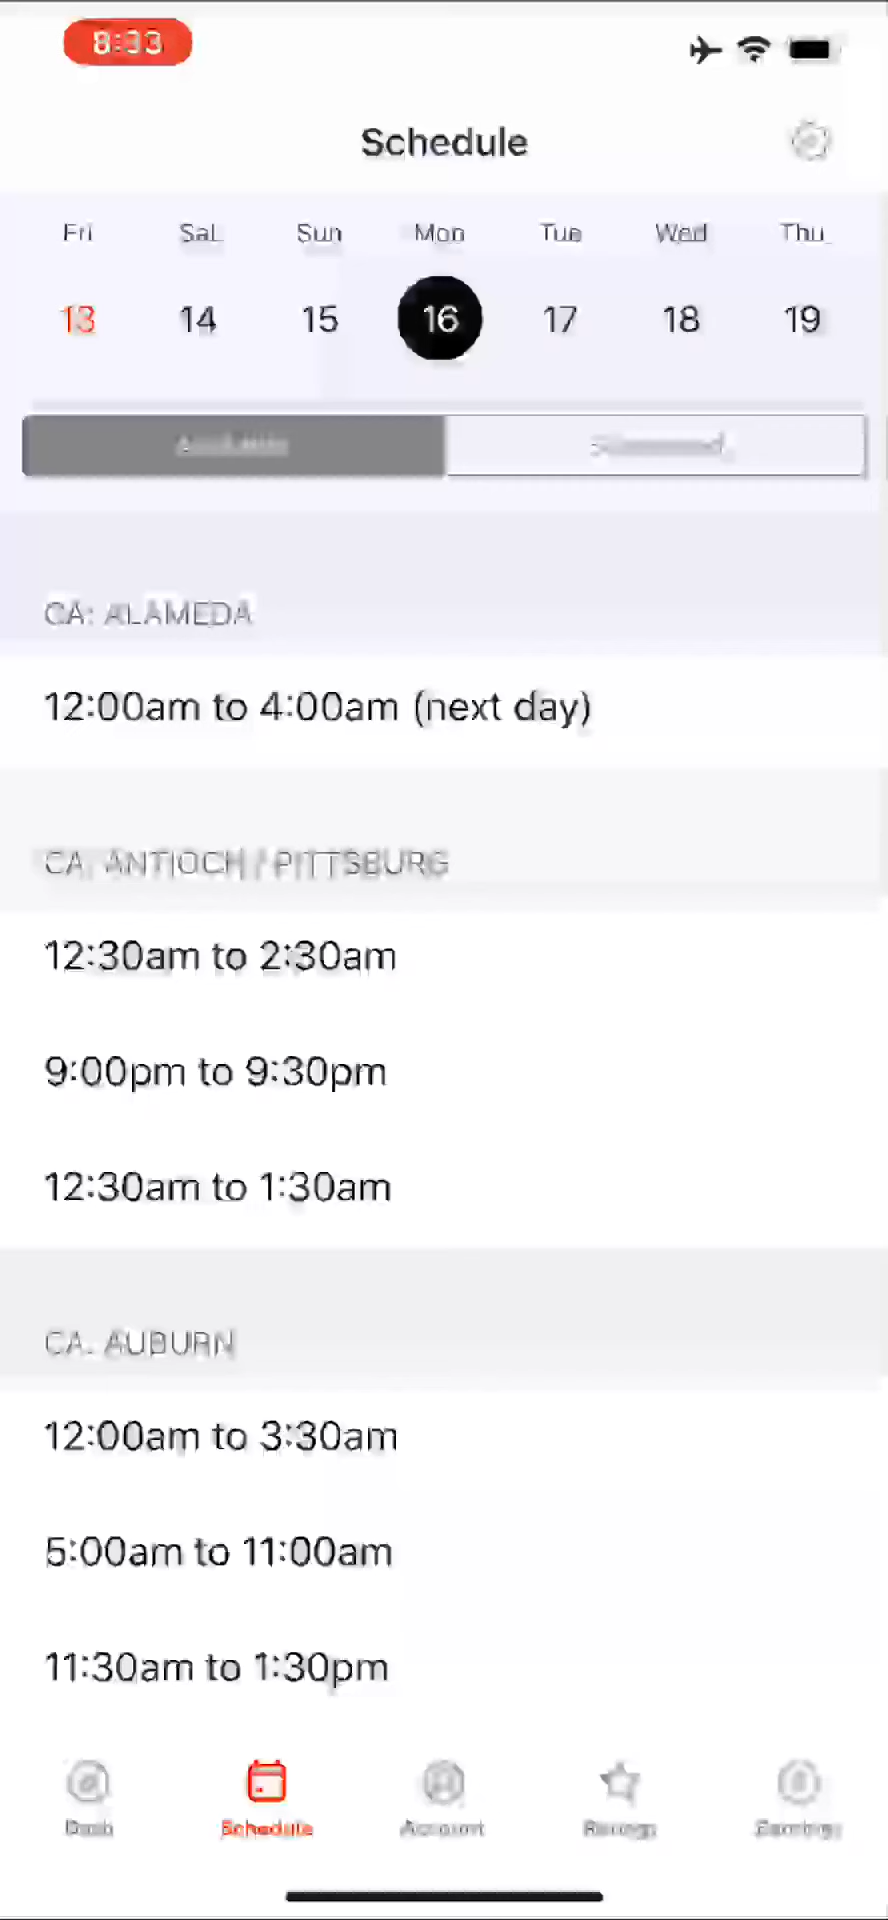 8:33
Schedule
Fri Sat Sun Mon Tue Wed Thu
13 14 15 16 17 18 19
CA: ALAMEDA
12:00am to 4:00am (next day)
CA: ANTIOCH / PITTSBURG
12:30am to 2:30am
9:00pm to 9:30pm
12:30am to 1:30am
CA: AUBURN
12:00am to 3:30am
5:00am to 11:00am
11:30am to 1:30pm
Dash Schedule Account Ratings Earnings